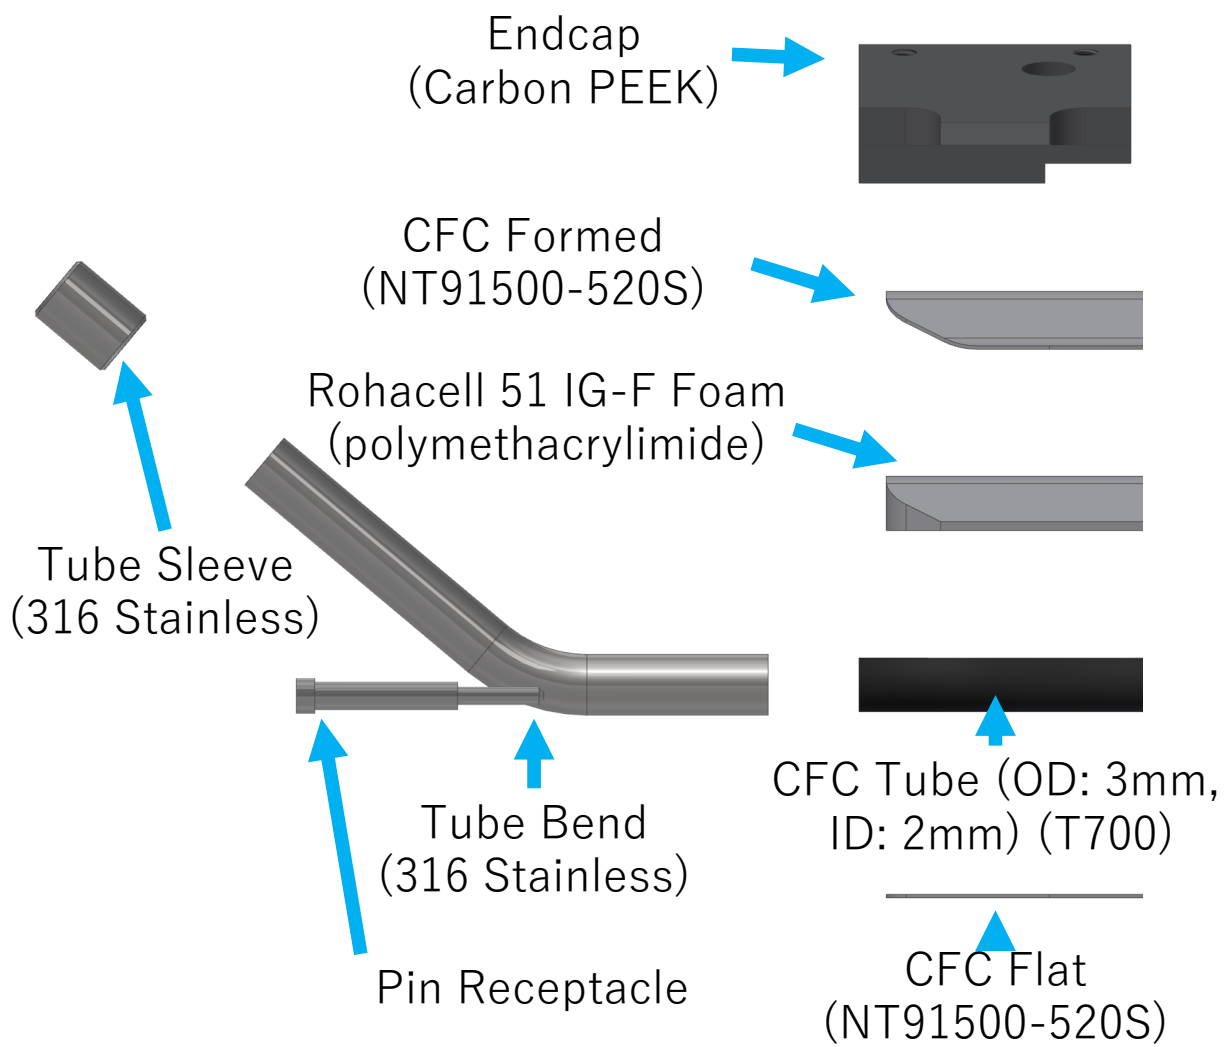 Endcap
(Carbon PEEK)
CFC Formed
(NT91500-520S)
Rohacell 51 IG-F Foam
(polymethacrylimide)
Tube Sleeve
(316 Stainless)
CFC Tube (OD: 3mm,
ID: 2mm) (T700)
Tube Bend
(316 Stainless)
Pin Receptacle
CFC Flat
(NT91500-520S)